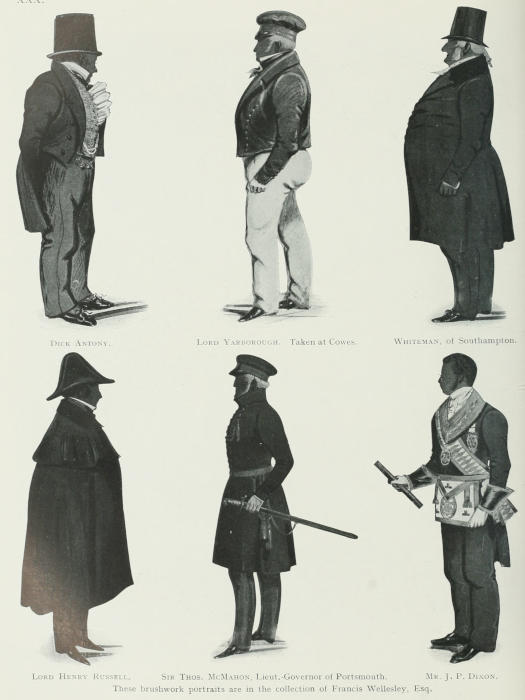 XXX.
DICK ANTONY.
LORD YARBOROUGH. Taken at Cowes.
WHITEMAN, of Southampton.
LORD HENRY RUSSELL.
SIR THOS. MCMAHON, Lieut.-Governor of Portsmouth.
MR. J. P. DIXON.
These brushwork portraits are in the collection of Francis Wellesley, Esq.